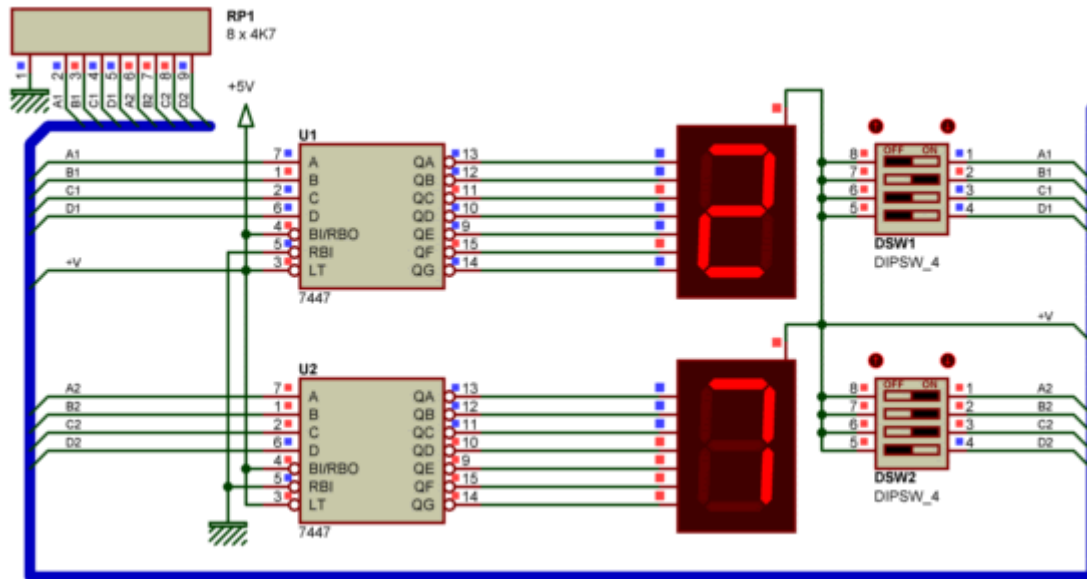 RP1
8 x 4K7
1 2 3 4 5 6 7 8 9
A1 B1 C1 D1 A2 B2 C2 D2
+5V
U1
A1 7 A QA 13
B1 1 B QB 12
C1 2 C QC 11
D1 6 D QD 10
4 BI/RBO QE 9
5 RBI QF 15
+V 3 LT QG 14
7447
OFF ON
8 1 A1
7 2 B1
6 3 C1
5 4 D1
DSW1
DIPSW_4
+V
U2
A2 7 A QA 13
B2 1 B QB 12
C2 2 C QC 11
D2 6 D QD 10
4 BI/RBO QE 9
5 RBI QF 15
3 LT QG 14
7447
OFF ON
8 1 A2
7 2 B2
6 3 C2
5 4 D2
DSW2
DIPSW_4
2
7